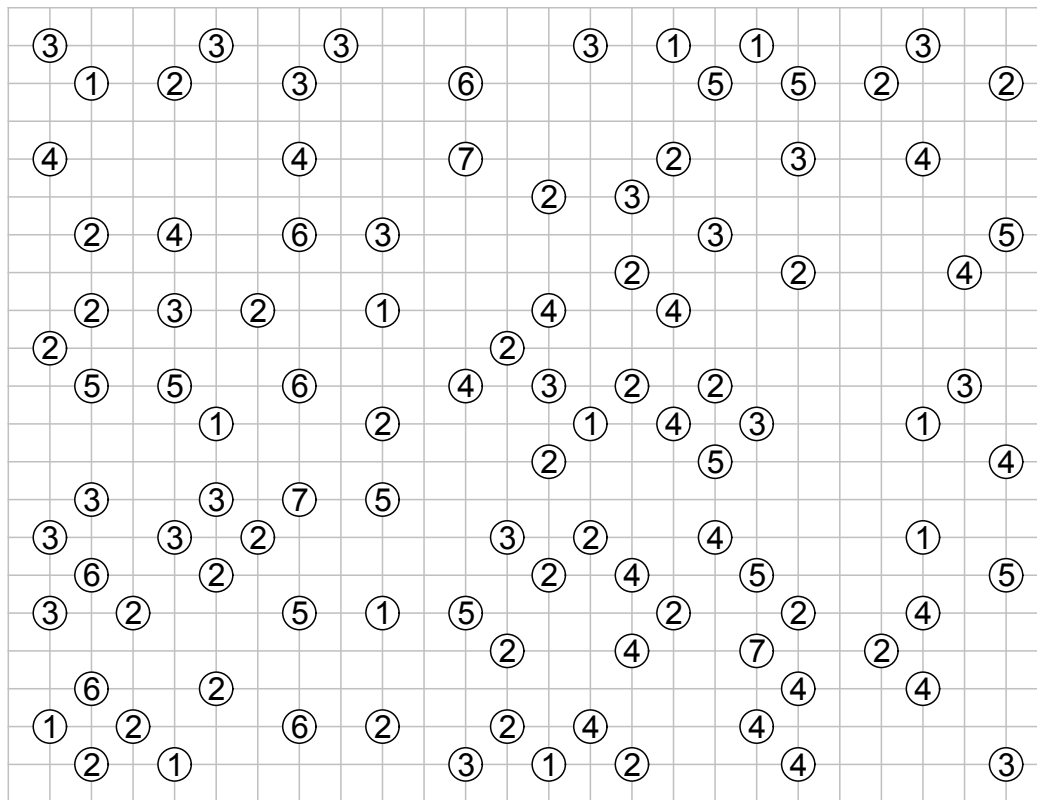 3 3 3 3 1 1 3
1 2 3 6 5 5 2 2
4 4 7 2 3 4
2 3
2 4 6 3 3 5
2 2 4
2 3 2 1 4 4
2 2
5 5 6 4 3 2 2 3
1 2 1 4 3 1
2 5 4
3 3 7 5
3 3 2 3 2 4 1
6 2 2 4 5 5
3 2 5 1 5 2 2 4
2 4 7 2
6 2 4 4
1 2 6 2 2 4 4
2 1 3 1 2 4 3